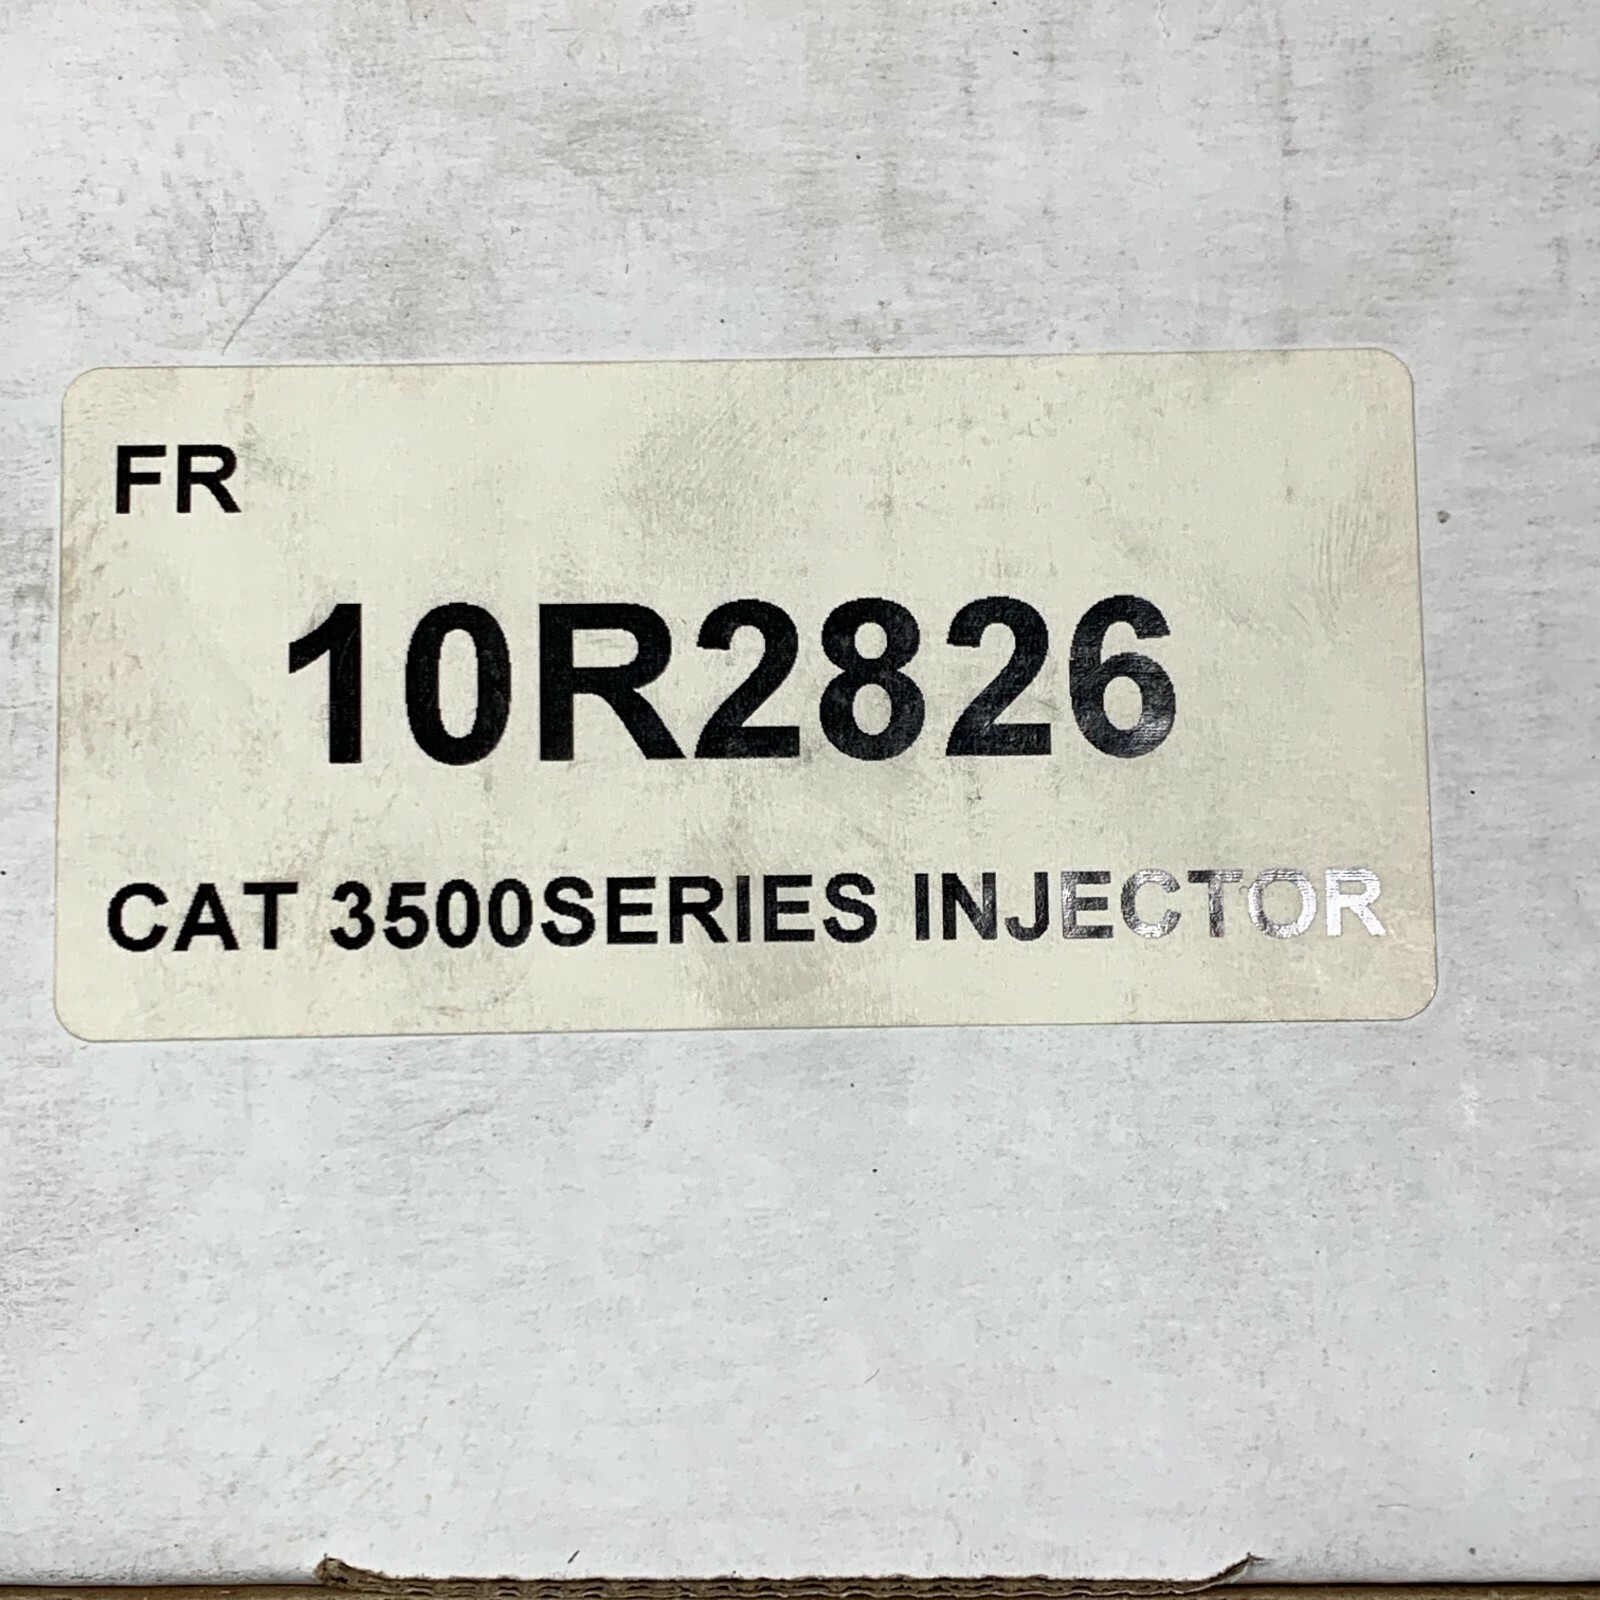 FR
10R2826
CAT 3500SERIES INJECTOR